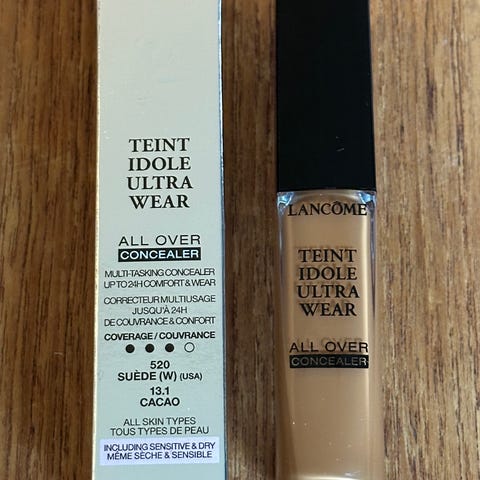 TEINT
IDOLE
ULTRA
WEAR
ALL OVER
CONCEALER
MULTI-TASKING CONCEALER
UP TO 24H COMFORT & WEAR
CORRECTEUR MULTIUSAGE
JUSQU'À 24H
DE COUVRANCE & CONFORT
COVERAGE / COUVRANCE
520
SUÈDE (W) (USA)
13.1
CACAO
ALL SKIN TYPES
TOUS TYPES DE PEAU
INCLUDING SENSITIVE & DRY
MÊME SÈCHE & SENSIBLE
LANCÔME
TEINT
IDOLE
ULTRA
WEAR
ALL OVER
CONCEALER